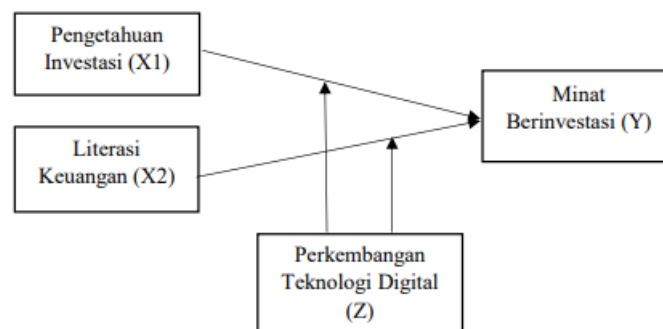 Pengetahuan
Investasi (X1)
Minat
Berinvestasi (Y)
Literasi
Keuangan (X2)
Perkembangan
Teknologi Digital
(Z)